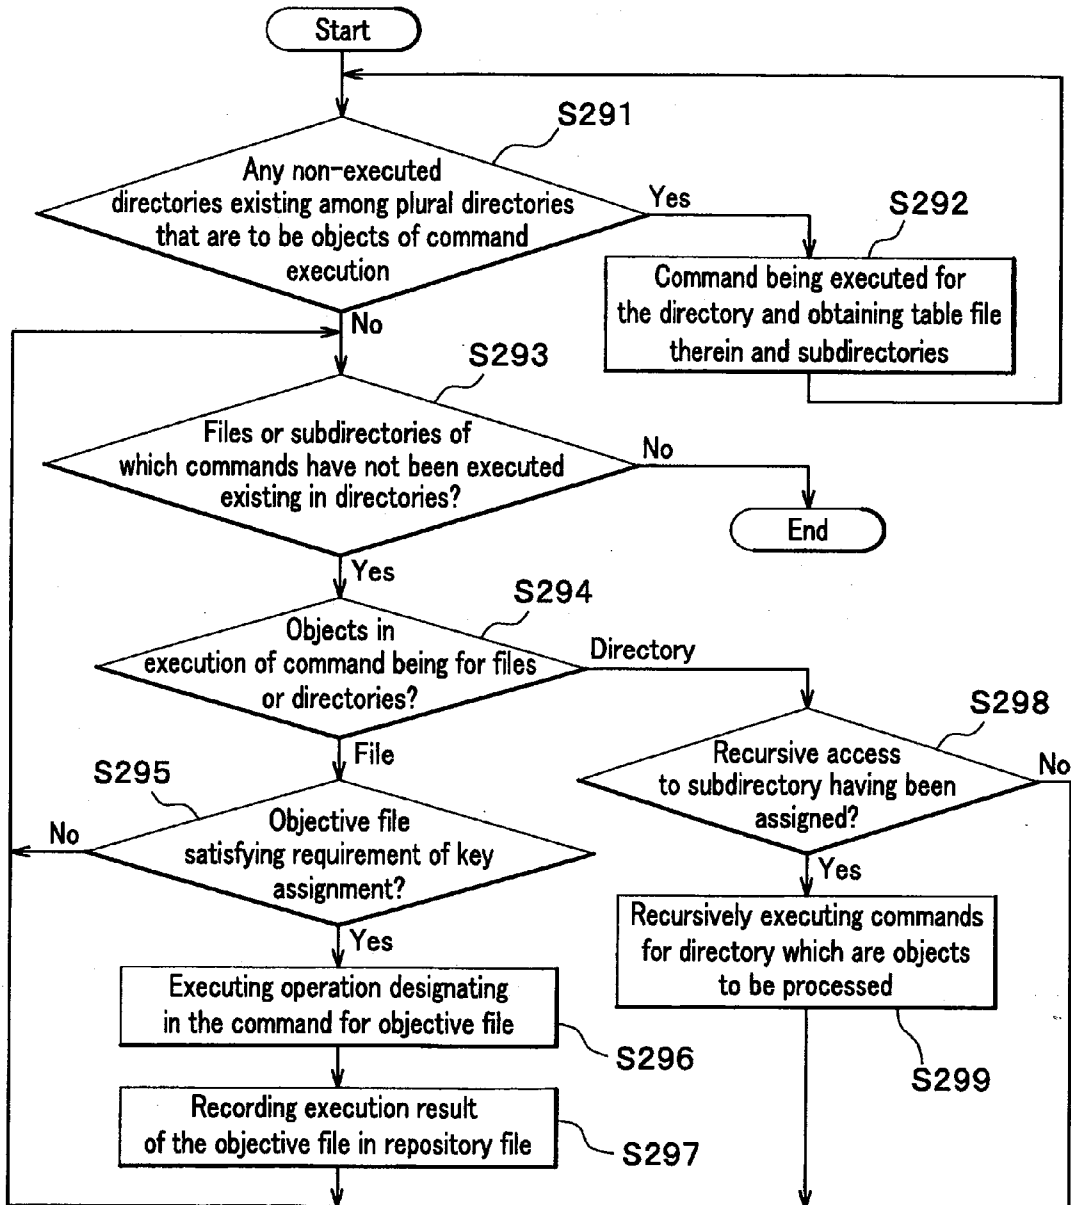 Start
S291
Any non-executed
directories existing among plural directories
that are to be objects of command
execution
Yes
S292
Command being executed for
the directory and obtaining table file
therein and subdirectories
No
S293
Files or subdirectories of
which commands have not been executed
existing in directories?
No
End
Yes
S294
Objects in
execution of command being for files
or directories?
Directory
S298
Recursive access
to subdirectory having been
assigned?
No
File
S295
Objective file
satisfying requirement of key
assignment?
No
Yes
Recursively executing commands
for directory which are objects
to be processed
S299
Yes
Executing operation designating
in the command for objective file
S296
Recording execution result
of the objective file in repository file
S297